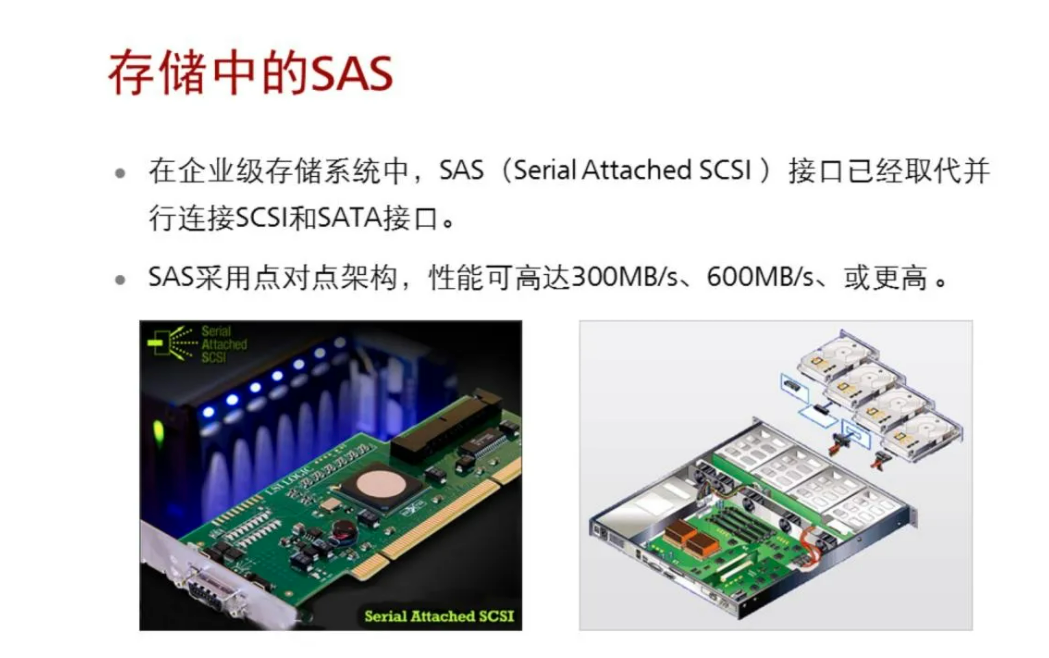 存储中的SAS
在企业级存储系统中，SAS（Serial Attached SCSI ）接口已经取代并
行连接SCSI和SATA接口。
SAS采用点对点架构，性能可高达300MB/s、600MB/s、或更高 。
Serial
Attached
SCSI
LSI LOGIC
Serial Attached SCSI